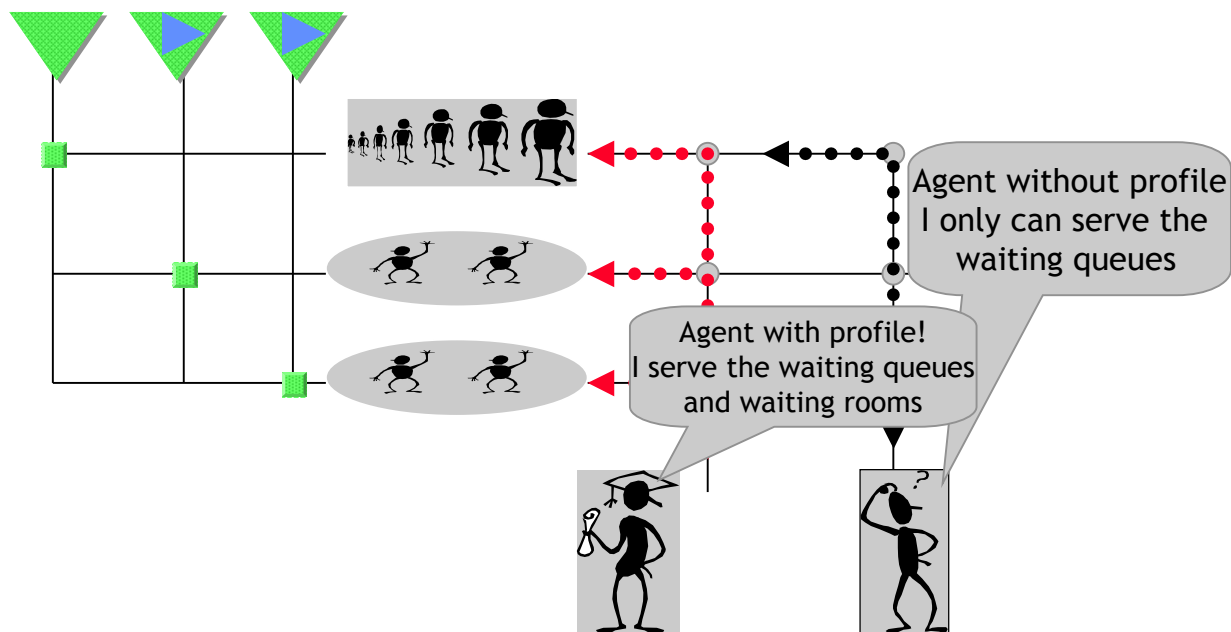 Agent without profile
I only can serve the
waiting queues
Agent with profile!
I serve the waiting queues
and waiting rooms
?